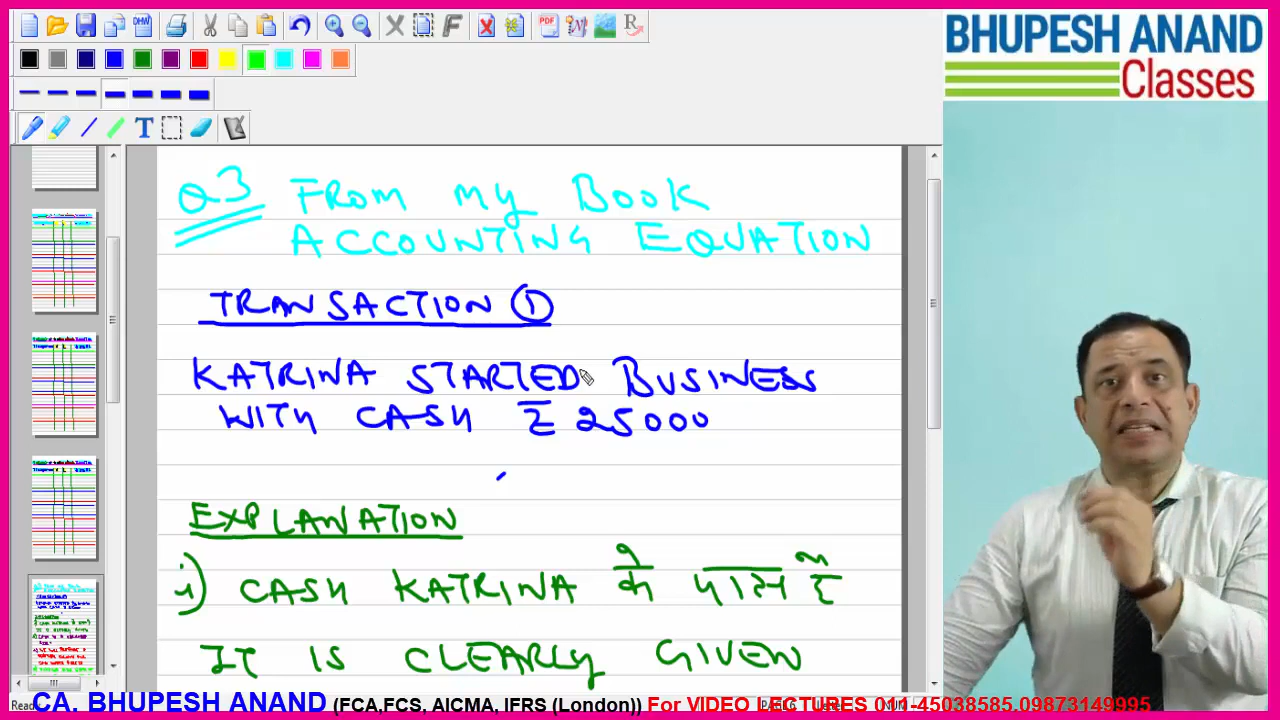 BHUPESH ANAND
Classes
Q3 FROM MY BOOK
ACCOUNTING EQUATION
TRANSACTION ①
KATRINA STARTED BUSINESS
WITH CASH ₹ 25000
EXPLANATION
i) CASH KATRINA के पास है
IT IS CLEARLY GIVEN
CA. BHUPESH ANAND (FCA,FCS, AICMA, IFRS (London)) For VIDEO LECTURES 011-45038585,09873149995